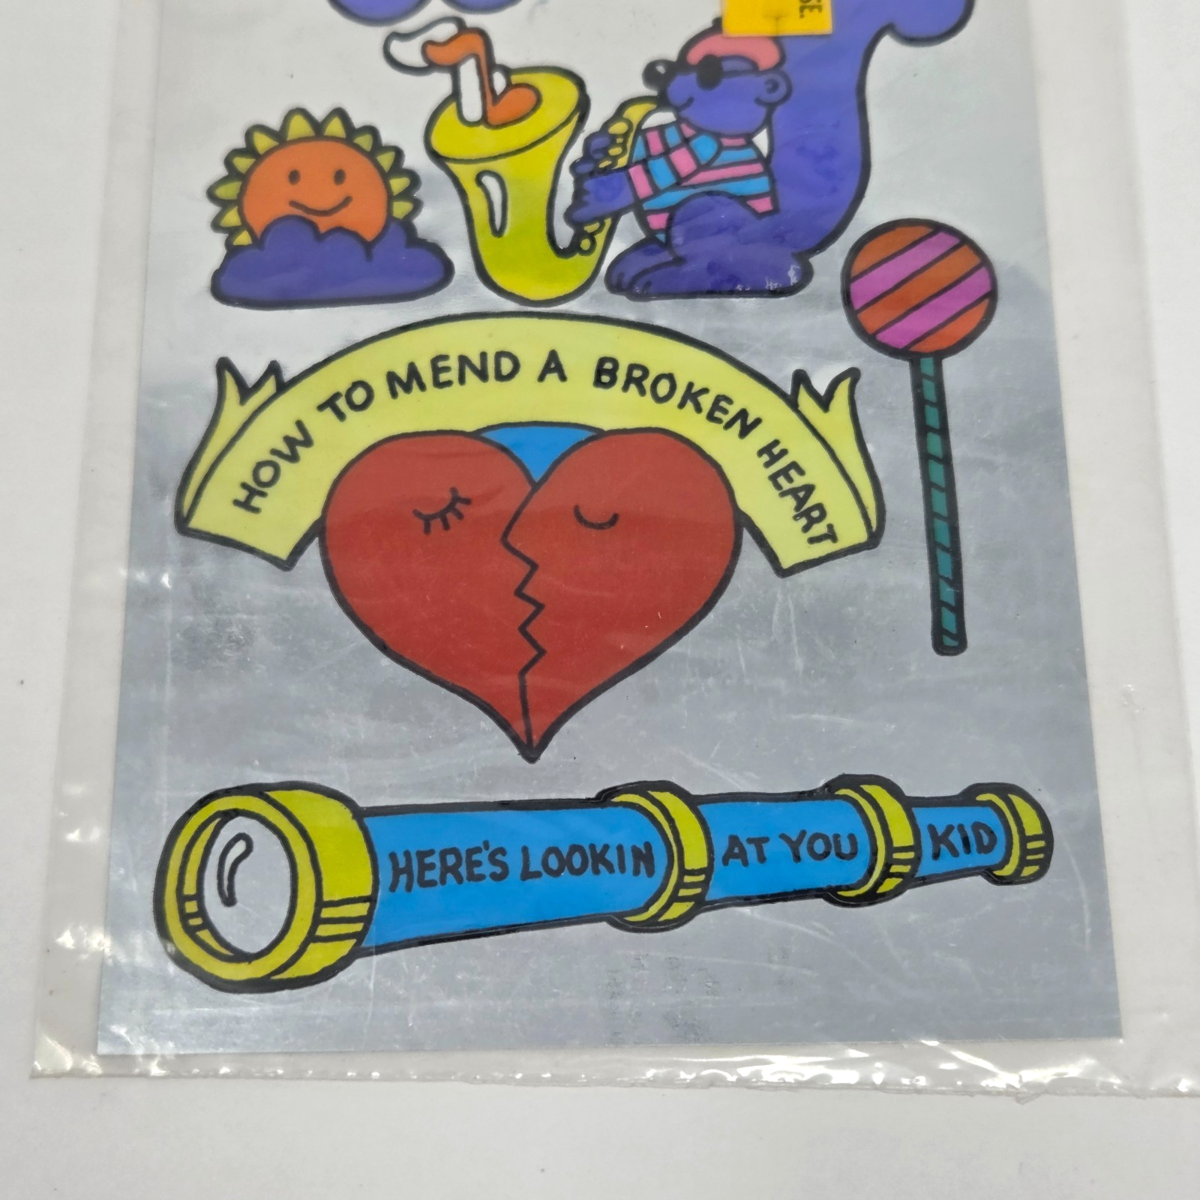 HOW TO MEND A BROKEN HEART
HERE'S LOOKIN AT YOU KID